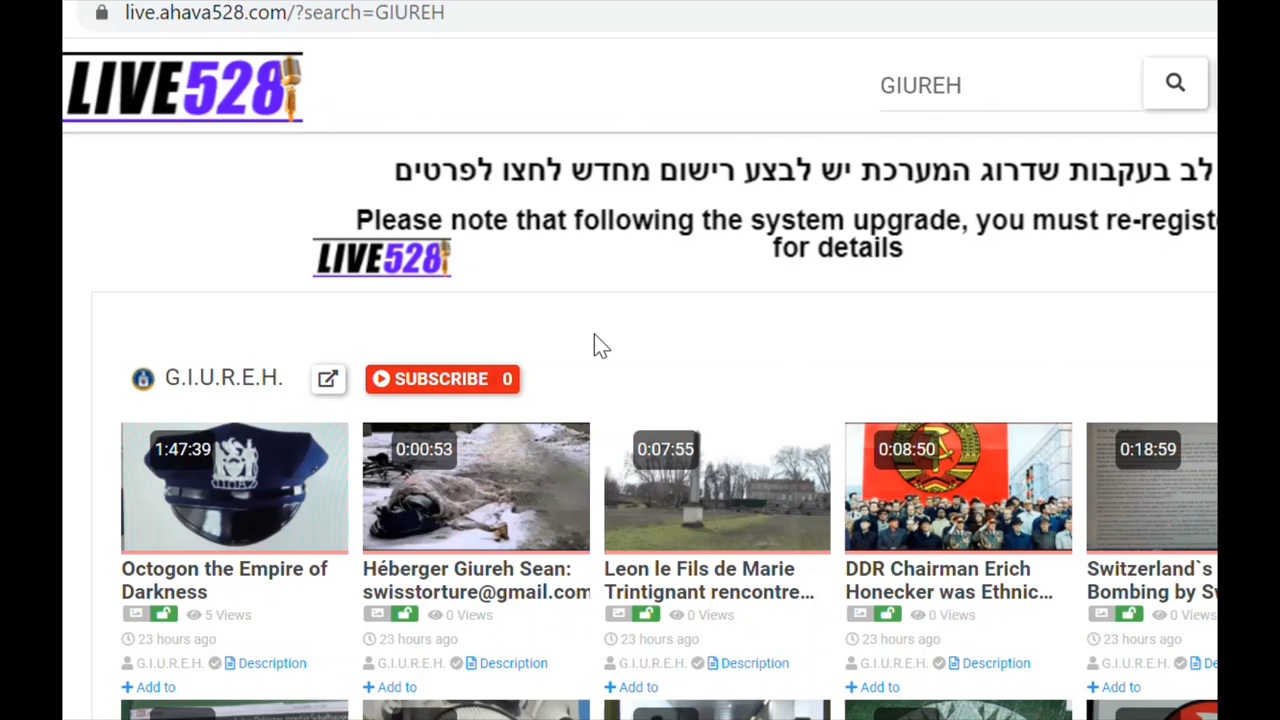 live.ahava528.com/?search=GIUREH
LIVE528
GIUREH
לב בעקבות שדרוג המערכת יש לבצע רישום מחדש לחצו לפרטים
Please note that following the system upgrade, you must re-registe
for details
LIVE528
G.I.U.R.E.H.
SUBSCRIBE 0
1:47:39
0:00:53
0:07:55
0:08:50
0:18:59
Octogon the Empire of
Darkness
5 Views
23 hours ago
G.I.U.R.E.H. Description
+ Add to
Héberger Giureh Sean:
swisstorture@gmail.com
0 Views
23 hours ago
G.I.U.R.E.H. Description
+ Add to
Leon le Fils de Marie
Trintignant rencontre...
0 Views
23 hours ago
G.I.U.R.E.H. Description
+ Add to
DDR Chairman Erich
Honecker was Ethnic...
0 Views
23 hours ago
G.I.U.R.E.H. Description
+ Add to
Switzerland`s
Bombing by Sw
0 Views
23 hours ago
G.I.U.R.E.H. De
+ Add to